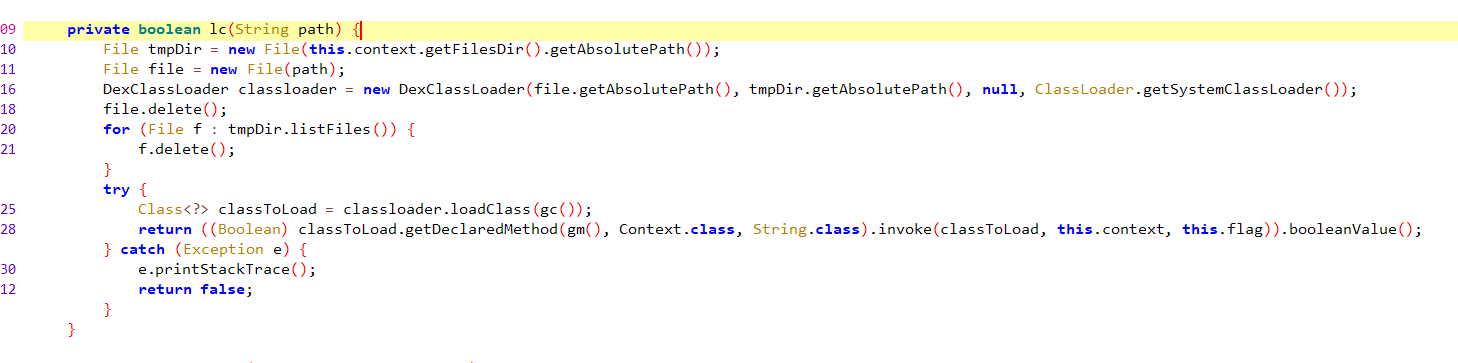 09 private boolean lc(String path) {
10 File tmpDir = new File(this.context.getFilesDir().getAbsolutePath());
11 File file = new File(path);
16 DexClassLoader classloader = new DexClassLoader(file.getAbsolutePath(), tmpDir.getAbsolutePath(), null, ClassLoader.getSystemClassLoader());
18 file.delete();
20 for (File f : tmpDir.listFiles()) {
21 f.delete();
}
try {
25 Class<?> classToLoad = classloader.loadClass(gc());
28 return ((Boolean) classToLoad.getDeclaredMethod(gm(), Context.class, String.class).invoke(classToLoad, this.context, this.flag)).booleanValue();
} catch (Exception e) {
30 e.printStackTrace();
12 return false;
}
}